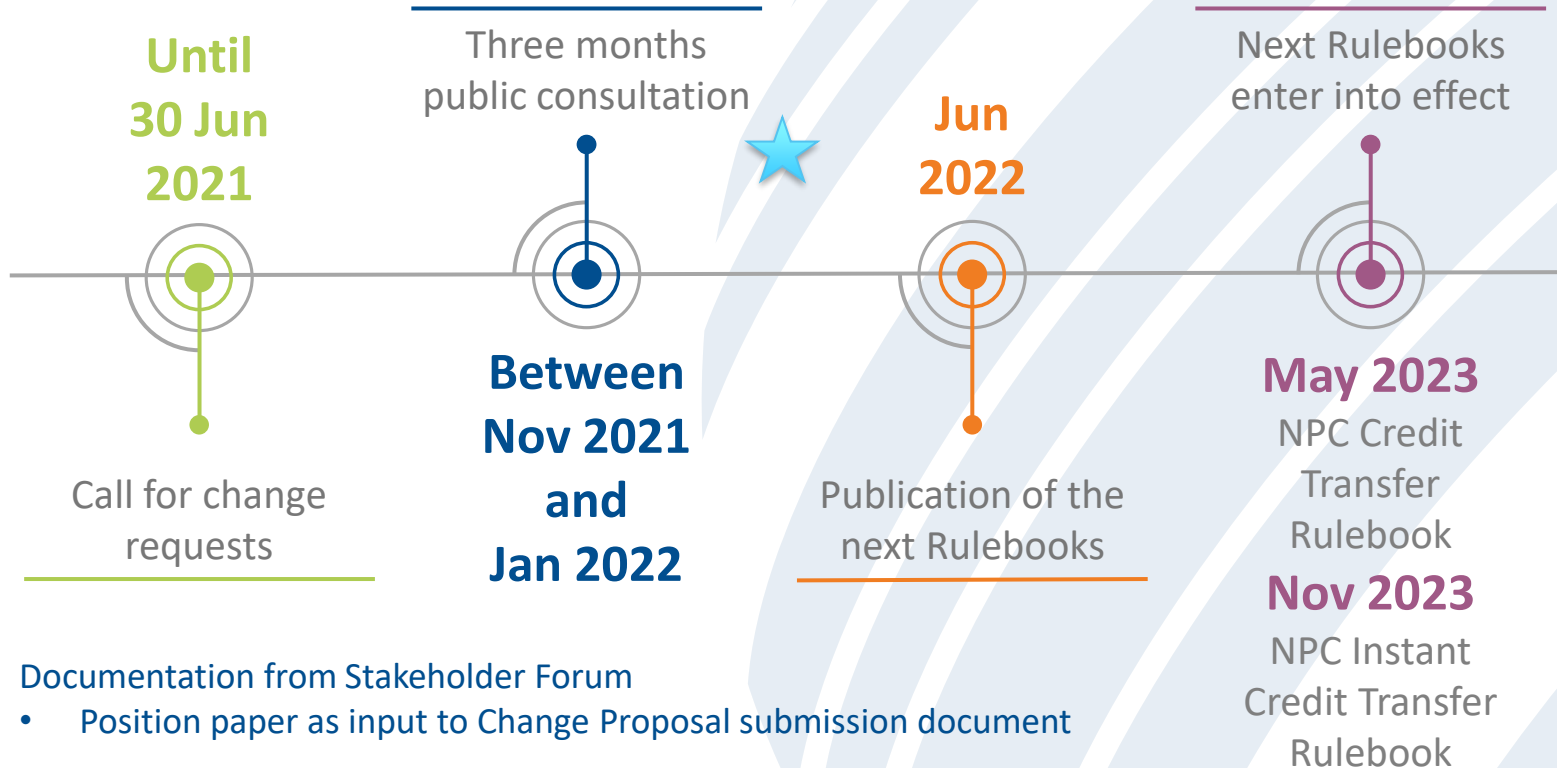 Until
30 Jun
2021
Call for change
requests
Three months
public consultation
Between
Nov 2021
and
Jan 2022
Jun
2022
Publication of the
next Rulebooks
Next Rulebooks
enter into effect
May 2023
NPC Credit
Transfer
Rulebook
Nov 2023
NPC Instant
Credit Transfer
Rulebook
Documentation from Stakeholder Forum
• Position paper as input to Change Proposal submission document